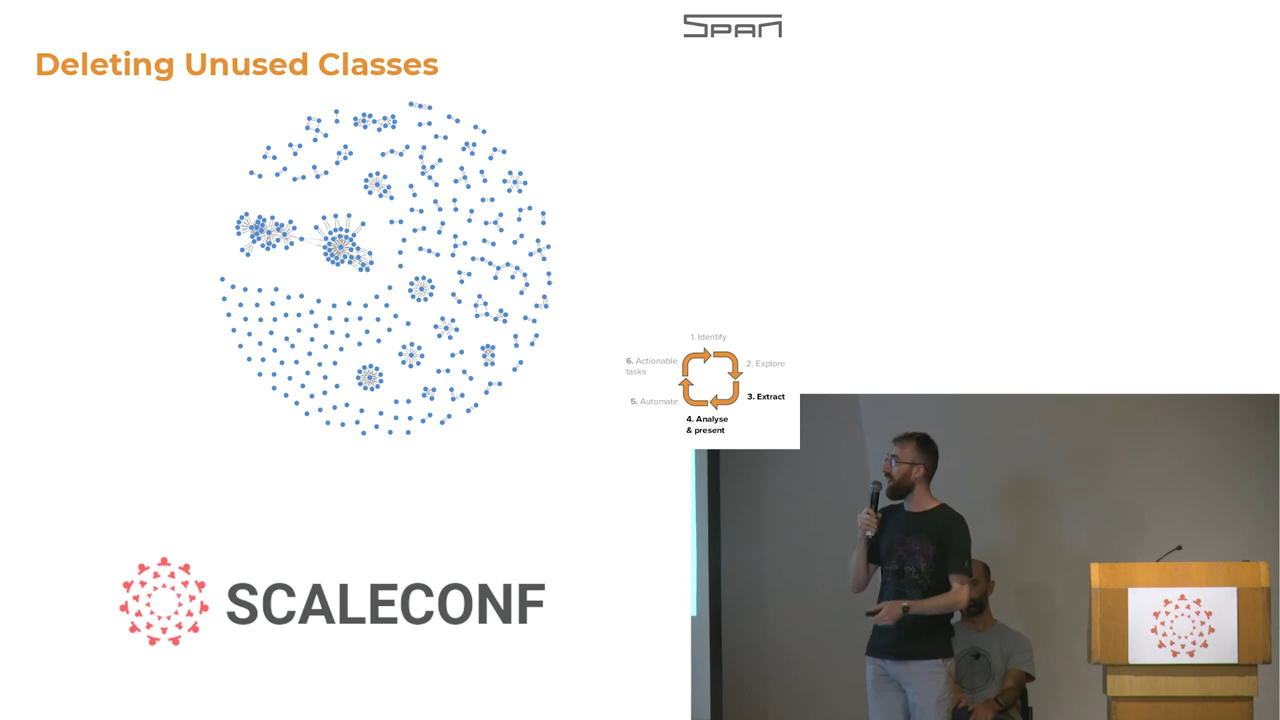 SPAN
Deleting Unused Classes
1. Identify
2. Explore
3. Extract
4. Analyse
& present
5. Automate
6. Actionable
tasks
SCALECONF